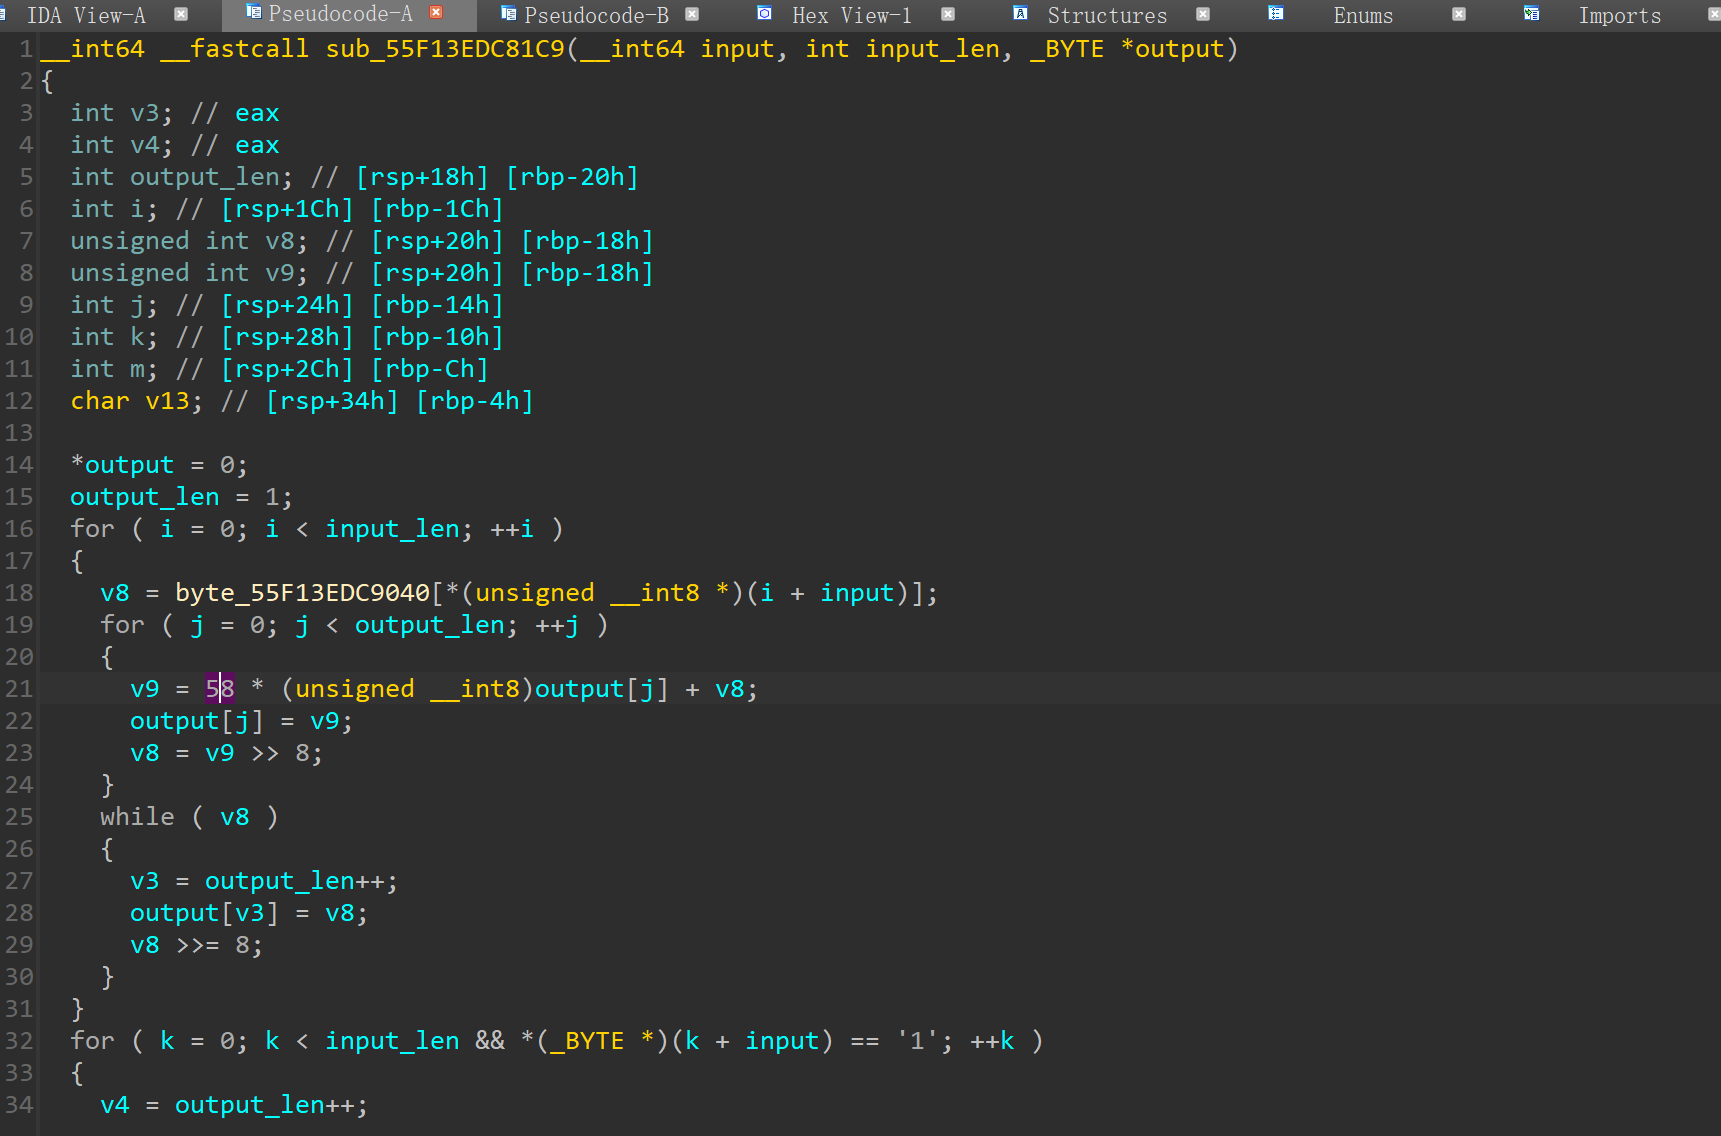 IDA View-A Pseudocode-A Pseudocode-B Hex View-1 Structures Enums Imports
1 __int64 __fastcall sub_55F13EDC81C9(__int64 input, int input_len, _BYTE *output)
2 {
3   int v3; // eax
4   int v4; // eax
5   int output_len; // [rsp+18h] [rbp-20h]
6   int i; // [rsp+1Ch] [rbp-1Ch]
7   unsigned int v8; // [rsp+20h] [rbp-18h]
8   unsigned int v9; // [rsp+20h] [rbp-18h]
9   int j; // [rsp+24h] [rbp-14h]
10   int k; // [rsp+28h] [rbp-10h]
11   int m; // [rsp+2Ch] [rbp-Ch]
12   char v13; // [rsp+34h] [rbp-4h]
13
14   *output = 0;
15   output_len = 1;
16   for ( i = 0; i < input_len; ++i )
17   {
18     v8 = byte_55F13EDC9040[*(unsigned __int8 *)(i + input)];
19     for ( j = 0; j < output_len; ++j )
20     {
21       v9 = 58 * (unsigned __int8)output[j] + v8;
22       output[j] = v9;
23       v8 = v9 >> 8;
24     }
25     while ( v8 )
26     {
27       v3 = output_len++;
28       output[v3] = v8;
29       v8 >>= 8;
30     }
31   }
32   for ( k = 0; k < input_len && *(_BYTE *)(k + input) == '1'; ++k )
33   {
34     v4 = output_len++;